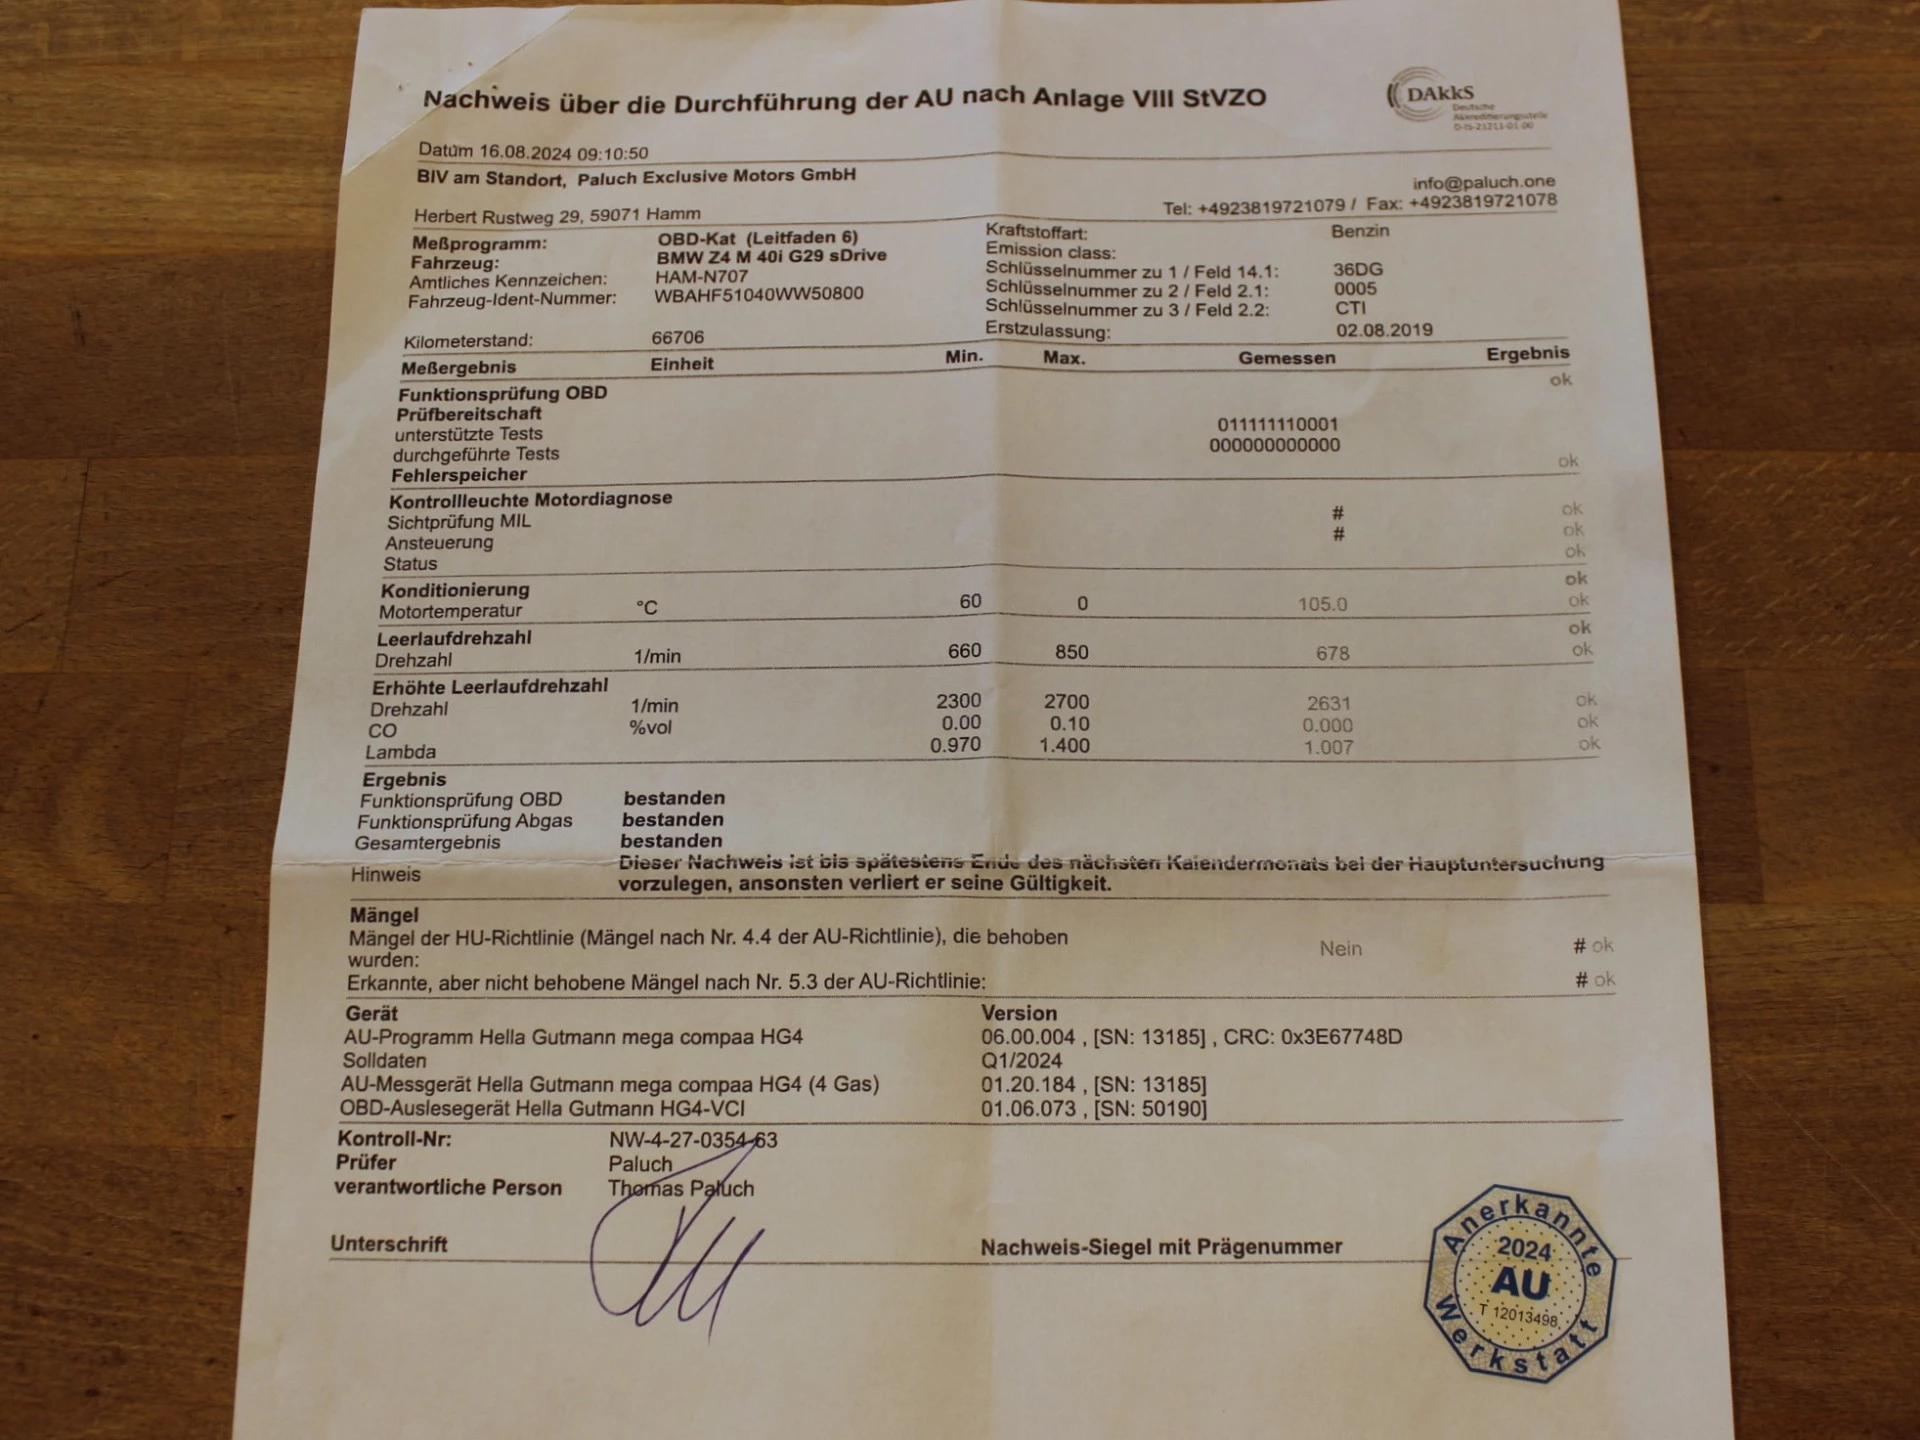 Nachweis über die Durchführung der AU nach Anlage VIII StVZO
DAkkS
Deutsche
Akkreditierungsstelle
D-IS-21211-01-00
Datum 16.08.2024 09:10:50
BIV am Standort, Paluch Exclusive Motors GmbH
info@paluch.one
Herbert Rustweg 29, 59071 Hamm Tel: +4923819721079 / Fax: +4923819721078
Meßprogramm: OBD-Kat (Leitfaden 6) Kraftstoffart: Benzin
Fahrzeug: BMW Z4 M 40i G29 sDrive Emission class:
Amtliches Kennzeichen: HAM-N707 Schlüsselnummer zu 1 / Feld 14.1: 36DG
Fahrzeug-Ident-Nummer: WBAHF51040WW50800 Schlüsselnummer zu 2 / Feld 2.1: 0005
Schlüsselnummer zu 3 / Feld 2.2: CTI
Kilometerstand: 66706 Erstzulassung: 02.08.2019
Meßergebnis Einheit Min. Max. Gemessen Ergebnis
Funktionsprüfung OBD ok
Prüfbereitschaft
unterstützte Tests 011111110001
durchgeführte Tests 000000000000
Fehlerspeicher ok
Kontrollleuchte Motordiagnose
Sichtprüfung MIL # ok
Ansteuerung # ok
Status ok
Konditionierung ok
Motortemperatur °C 60 0 105.0 ok
Leerlaufdrehzahl ok
Drehzahl 1/min 660 850 678 ok
Erhöhte Leerlaufdrehzahl
Drehzahl 1/min 2300 2700 2631 ok
CO %vol 0.00 0.10 0.000 ok
Lambda 0.970 1.400 1.007 ok
Ergebnis
Funktionsprüfung OBD bestanden
Funktionsprüfung Abgas bestanden
Gesamtergebnis bestanden
Hinweis Dieser Nachweis ist bis spätestens Ende des nächsten Kalendermonats bei der Hauptuntersuchung
vorzulegen, ansonsten verliert er seine Gültigkeit.
Mängel
Mängel der HU-Richtlinie (Mängel nach Nr. 4.4 der AU-Richtlinie), die behoben Nein # ok
wurden:
Erkannte, aber nicht behobene Mängel nach Nr. 5.3 der AU-Richtlinie: # ok
Gerät Version
AU-Programm Hella Gutmann mega compaa HG4 06.00.004 , [SN: 13185] , CRC: 0x3E67748D
Solldaten Q1/2024
AU-Messgerät Hella Gutmann mega compaa HG4 (4 Gas) 01.20.184 , [SN: 13185]
OBD-Auslesegerät Hella Gutmann HG4-VCI 01.06.073 , [SN: 50190]
Kontroll-Nr: NW-4-27-0354-63
Prüfer Paluch
verantwortliche Person Thomas Paluch
Unterschrift Nachweis-Siegel mit Prägenummer
Anerkannte
2024
AU
T 12013498
Werkstatt